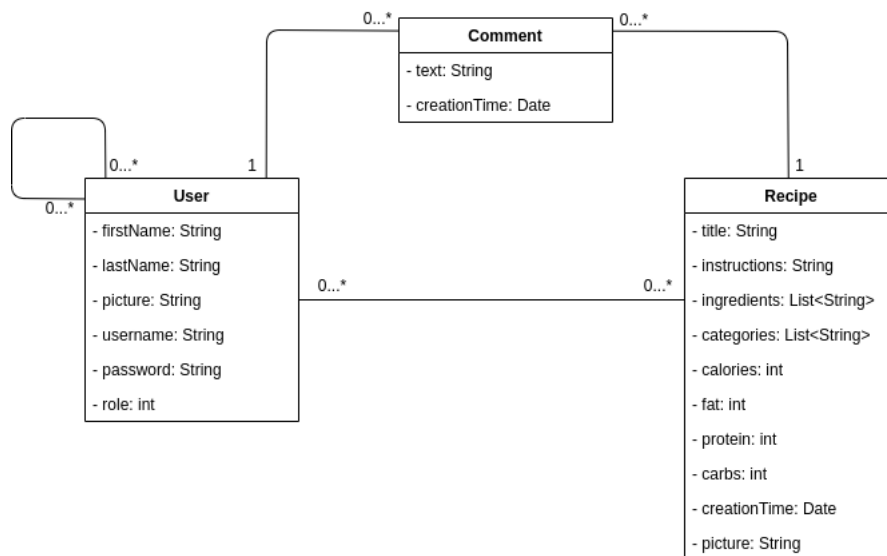 0...*
Comment
0...*
- text: String
- creationTime: Date
0...*
1
1
0...*
User
- firstName: String
- lastName: String
- picture: String
- username: String
- password: String
- role: int
0...*
0...*
Recipe
- title: String
- instructions: String
- ingredients: List<String>
- categories: List<String>
- calories: int
- fat: int
- protein: int
- carbs: int
- creationTime: Date
- picture: String